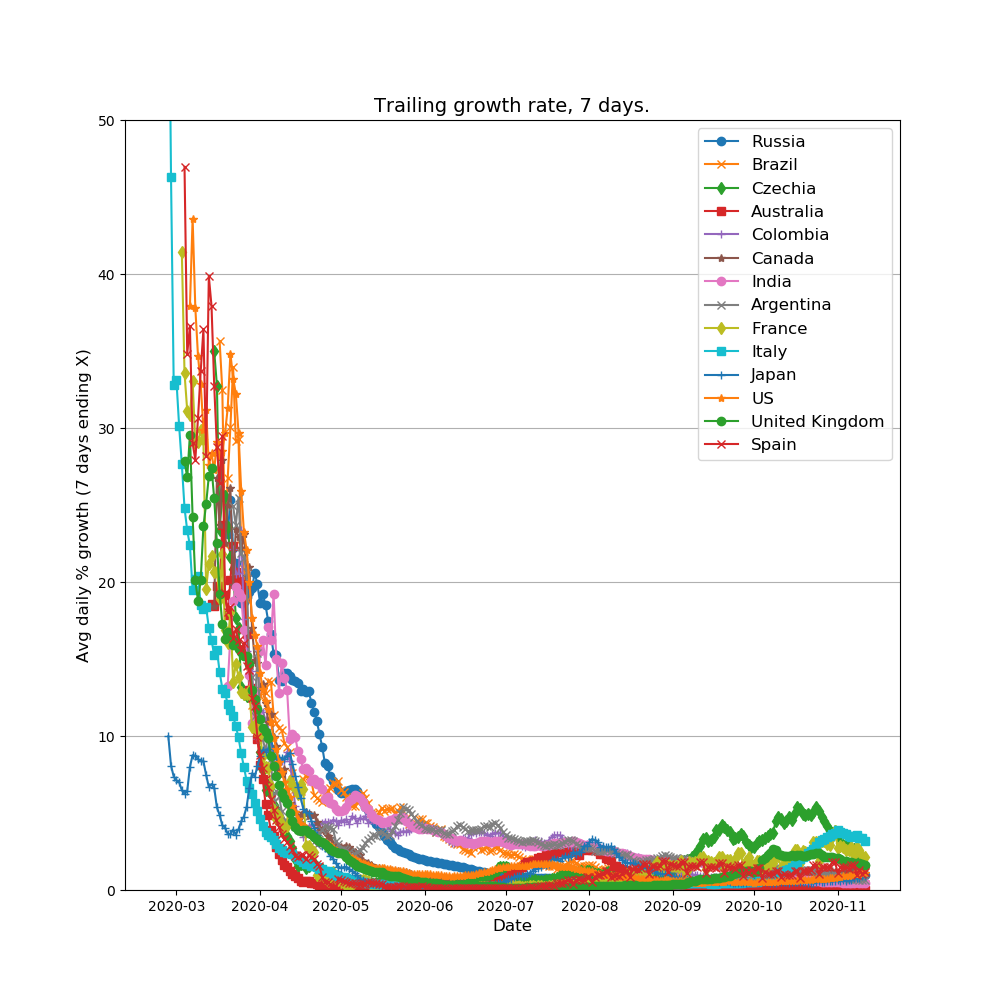 Trailing growth rate, 7 days.
Avg daily % growth (7 days ending X)
50
40
30
20
10
0
Russia
Brazil
Czechia
Australia
Colombia
Canada
India
Argentina
France
Italy
Japan
US
United Kingdom
Spain
2020-03 2020-04 2020-05 2020-06 2020-07 2020-08 2020-09 2020-10 2020-11
Date